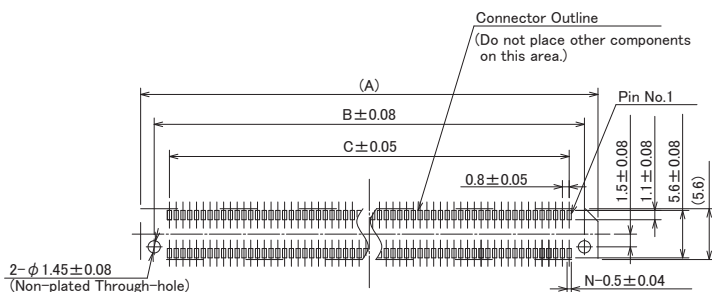 Connector Outline
(Do not place other components
on this area.)
(A)
Pin No.1
B±0.08
C±0.05
0.8±0.05
1.5±0.08
1.1±0.08
5.6±0.08
(5.6)
2-φ1.45±0.08
(Non-plated Through-hole)
N-0.5±0.04